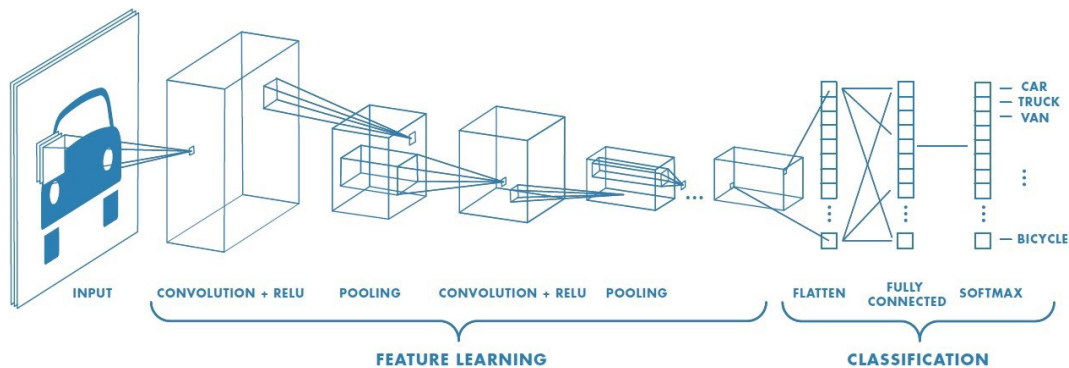 CAR
TRUCK
VAN
BICYCLE
INPUT
CONVOLUTION + RELU
POOLING
CONVOLUTION + RELU
POOLING
FLATTEN
FULLY
CONNECTED
SOFTMAX
FEATURE LEARNING
CLASSIFICATION